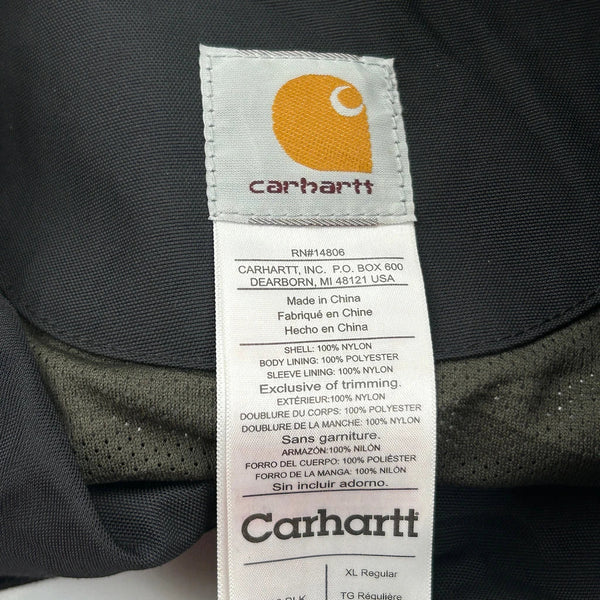 carhartt
RN#14806
CARHARTT, INC. P.O. BOX 600
DEARBORN, MI 48121 USA
Made in China
Fabriqué en Chine
Hecho en China
SHELL: 100% NYLON
BODY LINING: 100% POLYESTER
SLEEVE LINING: 100% NYLON
Exclusive of trimming.
EXTÉRIEUR:100% NYLON
DOUBLURE DU CORPS: 100% POLYESTER
DOUBLURE DE LA MANCHE: 100% NYLON
Sans garniture.
ARMAZÓN:100% NILÓN
FORRO DEL CUERPO: 100% POLIÉSTER
FORRO DE LA MANGA: 100% NILÓN
Sin incluir adorno.
Carhartt
XL Regular
BLK TG Régulière